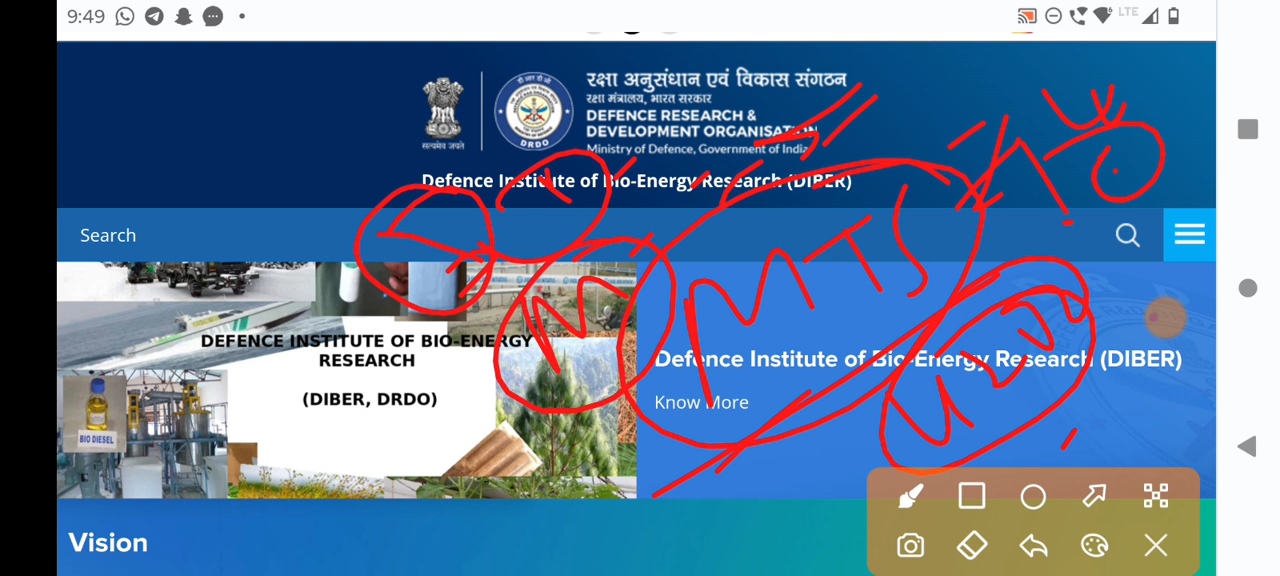 9:49
LTE
रक्षा अनुसंधान एवं विकास संगठन
रक्षा मंत्रालय, भारत सरकार
DEFENCE RESEARCH &
DEVELOPMENT ORGANISATION
Ministry of Defence, Government of India
सत्यमेव जयते
DRDO
Defence Institute of Bio-Energy Research (DIBER)
Search
MTS
DEFENCE INSTITUTE OF BIO-ENERGY
RESEARCH
(DIBER, DRDO)
BIO DIESEL
Defence Institute of Bio-Energy Research (DIBER)
Know More
Vision